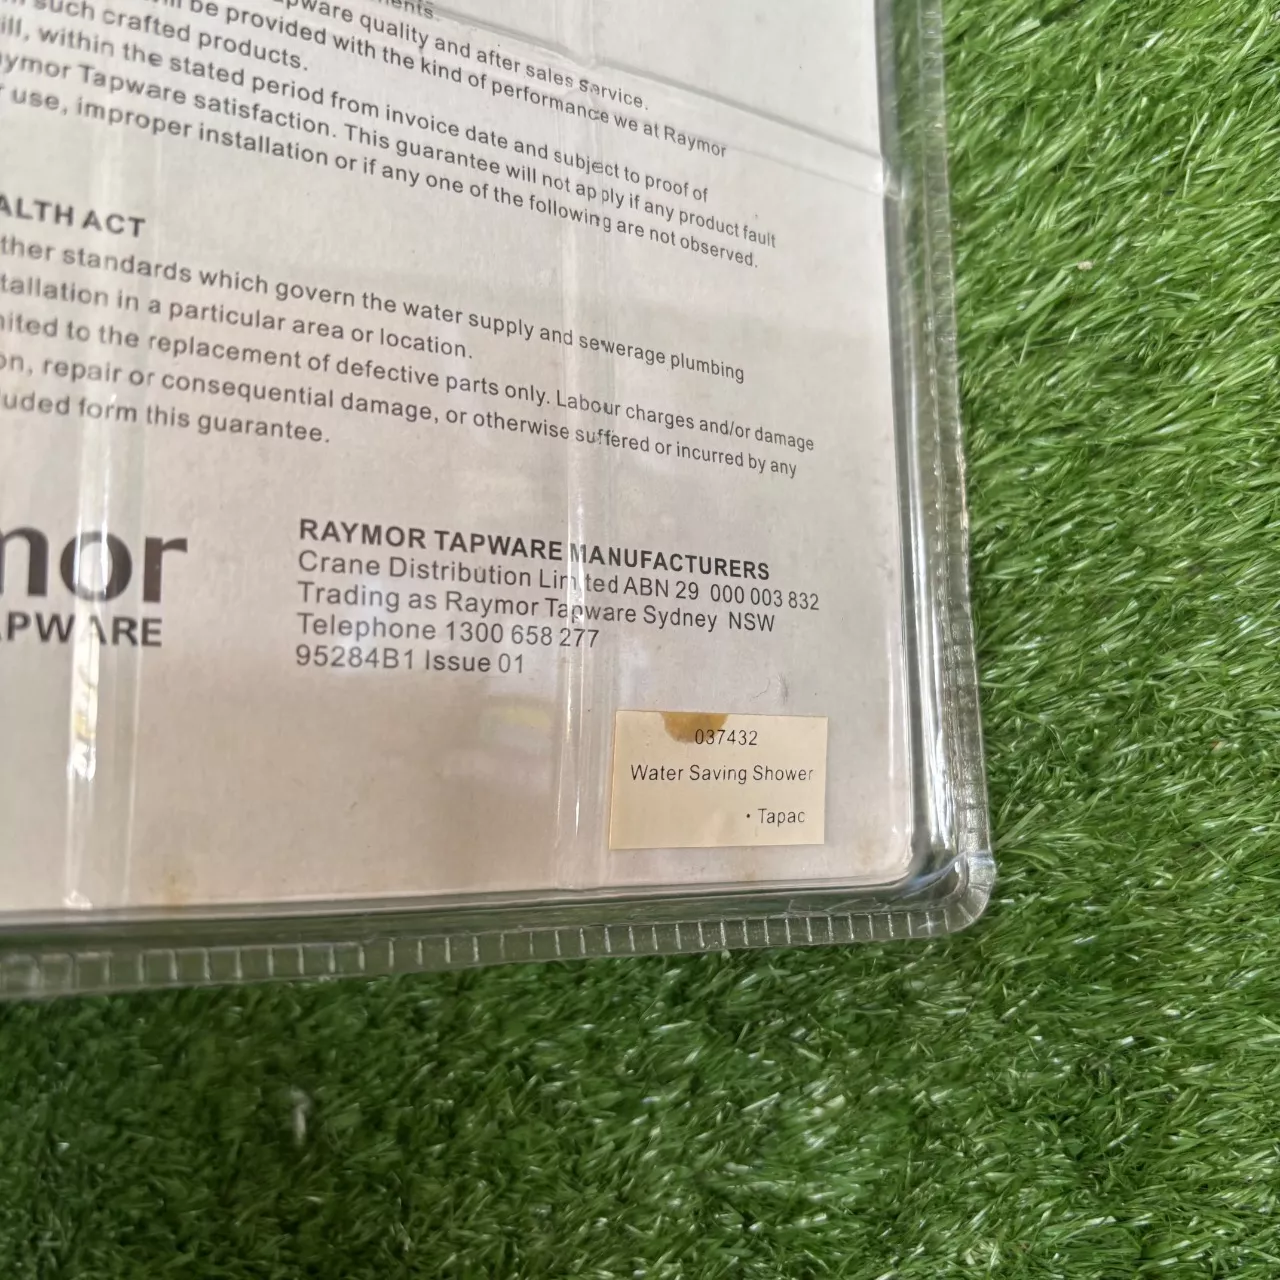 ents.
pware quality and after sales service.
be provided with the kind of performance we at Raymor
such crafted products.
ill, within the stated period from invoice date and subject to proof of
aymor Tapware satisfaction. This guarantee will not apply if any product fault
r use, improper installation or if any one of the following are not observed.
ALTH ACT
ther standards which govern the water supply and sewerage plumbing
tallation in a particular area or location.
nited to the replacement of defective parts only. Labour charges and/or damage
on, repair or consequential damage, or otherwise suffered or incurred by any
uded form this guarantee.
mor
APWARE
RAYMOR TAPWARE MANUFACTURERS
Crane Distribution Limited ABN 29 000 003 832
Trading as Raymor Tapware Sydney NSW
Telephone 1300 658 277
95284B1 Issue 01
037432
Water Saving Shower
• Tapac